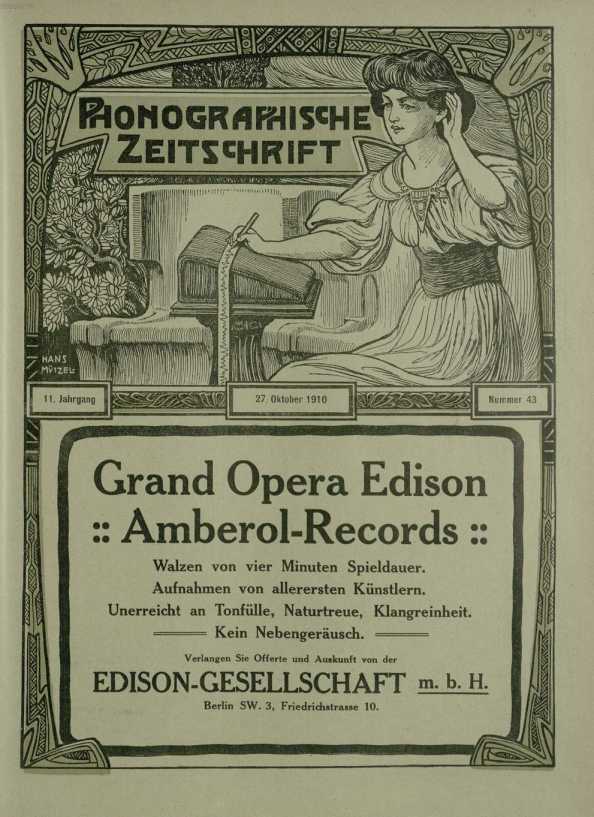 PHONOGRAPHISCHE
ZEITSCHRIFT
HANS
MÜTZEL
11. Jahrgang
27. Oktober 1910
Nummer 43
Grand Opera Edison
:: Amberol-Records ::
Walzen von vier Minuten Spieldauer.
Aufnahmen von allerersten Künstlern.
Unerreicht an Tonfülle, Naturtreue, Klangreinheit.
Kein Nebengeräusch.
Verlangen Sie Offerte und Auskunft von der
EDISON-GESELLSCHAFT m. b. H.
Berlin SW. 3, Friedrichstrasse 10.